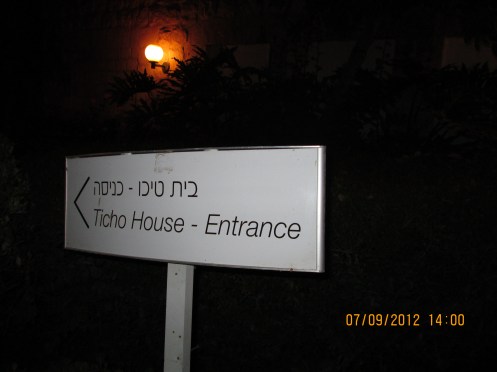 בית טיכו - כניסה
Ticho House - Entrance
07/09/2012 14:00